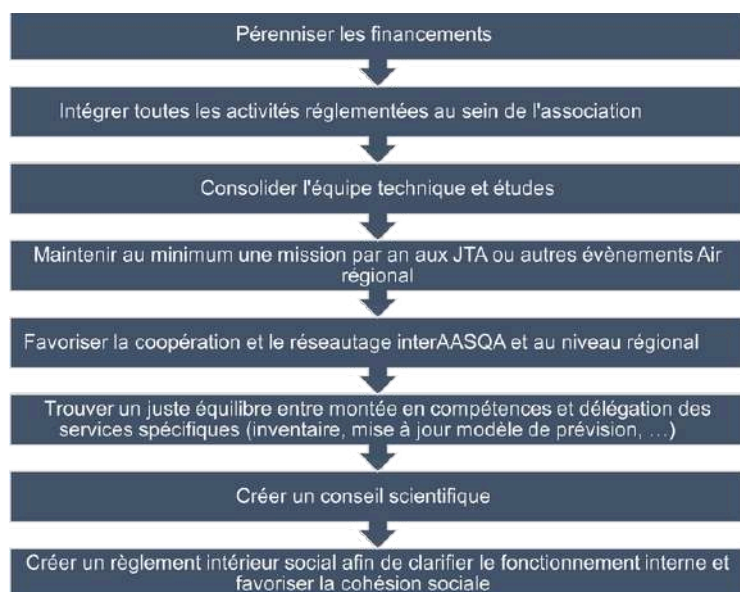 Pérenniser les financements
Intégrer toutes les activités réglementées au sein de l'association
Consolider l'équipe technique et études
Maintenir au minimum une mission par an aux JTA ou autres évènements Air
régional
Favoriser la coopération et le réseautage interAASQA et au niveau régional
Trouver un juste équilibre entre montée en compétences et délégation des
services spécifiques (inventaire, mise à jour modèle de prévision, …)
Créer un conseil scientifique
Créer un règlement intérieur social afin de clarifier le fonctionnement interne et
favoriser la cohésion sociale